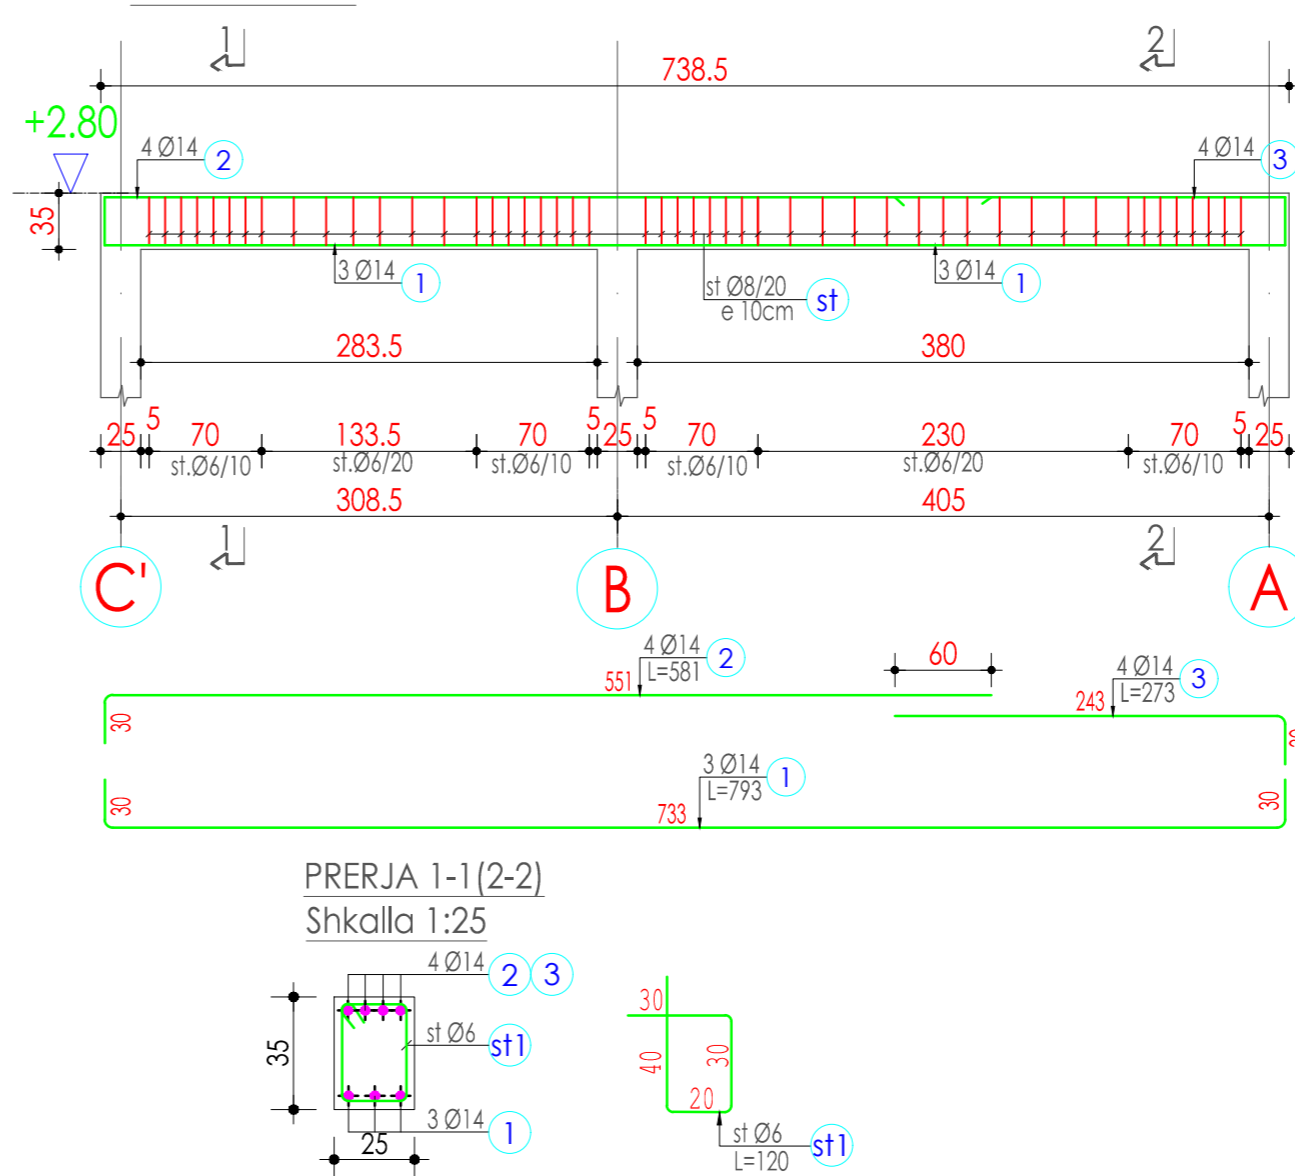 1
2
738.5
+2.80
4 Ø14 2
4 Ø14 3
35
3 Ø14 1
3 Ø14 1
st Ø8/20 st
e 10cm
283.5
380
25 5 70 133.5 70 5 25 5 70 230 70 5 25
st.Ø6/10 st.Ø6/20 st.Ø6/10 st.Ø6/10 st.Ø6/20 st.Ø6/10
308.5
405
1
2
C' B A
4 Ø14 2
L=581
551
60
4 Ø14 3
L=273
243
30
3 Ø14 1
L=793
30
733
30
PRERJA 1-1(2-2)
Shkalla 1:25
4 Ø14 2 3
35
st Ø6 st1
3 Ø14 1
25
30
40
30
20
st Ø6 st1
L=120